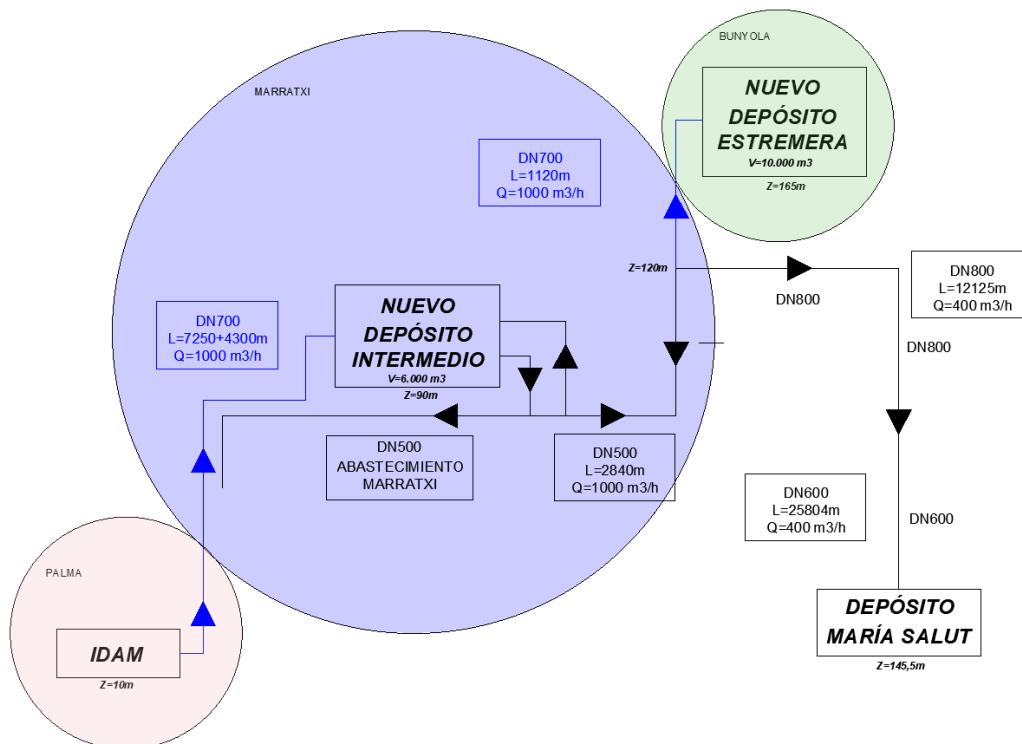 BUNYOLA
NUEVO
DEPÓSITO
ESTREMERA
V=10.000 m3
Z=165m
MARRATXI
DN700
L=1120m
Q=1000 m3/h
Z=120m
DN800
DN800
L=12125m
Q=400 m3/h
DN700
L=7250+4300m
Q=1000 m3/h
NUEVO
DEPÓSITO
INTERMEDIO
V=6.000 m3
Z=90m
DN800
DN500
ABASTECIMIENTO
MARRATXI
DN500
L=2840m
Q=1000 m3/h
DN600
L=25804m
Q=400 m3/h
DN600
PALMA
IDAM
Z=10m
DEPÓSITO
MARÍA SALUT
Z=145,5m